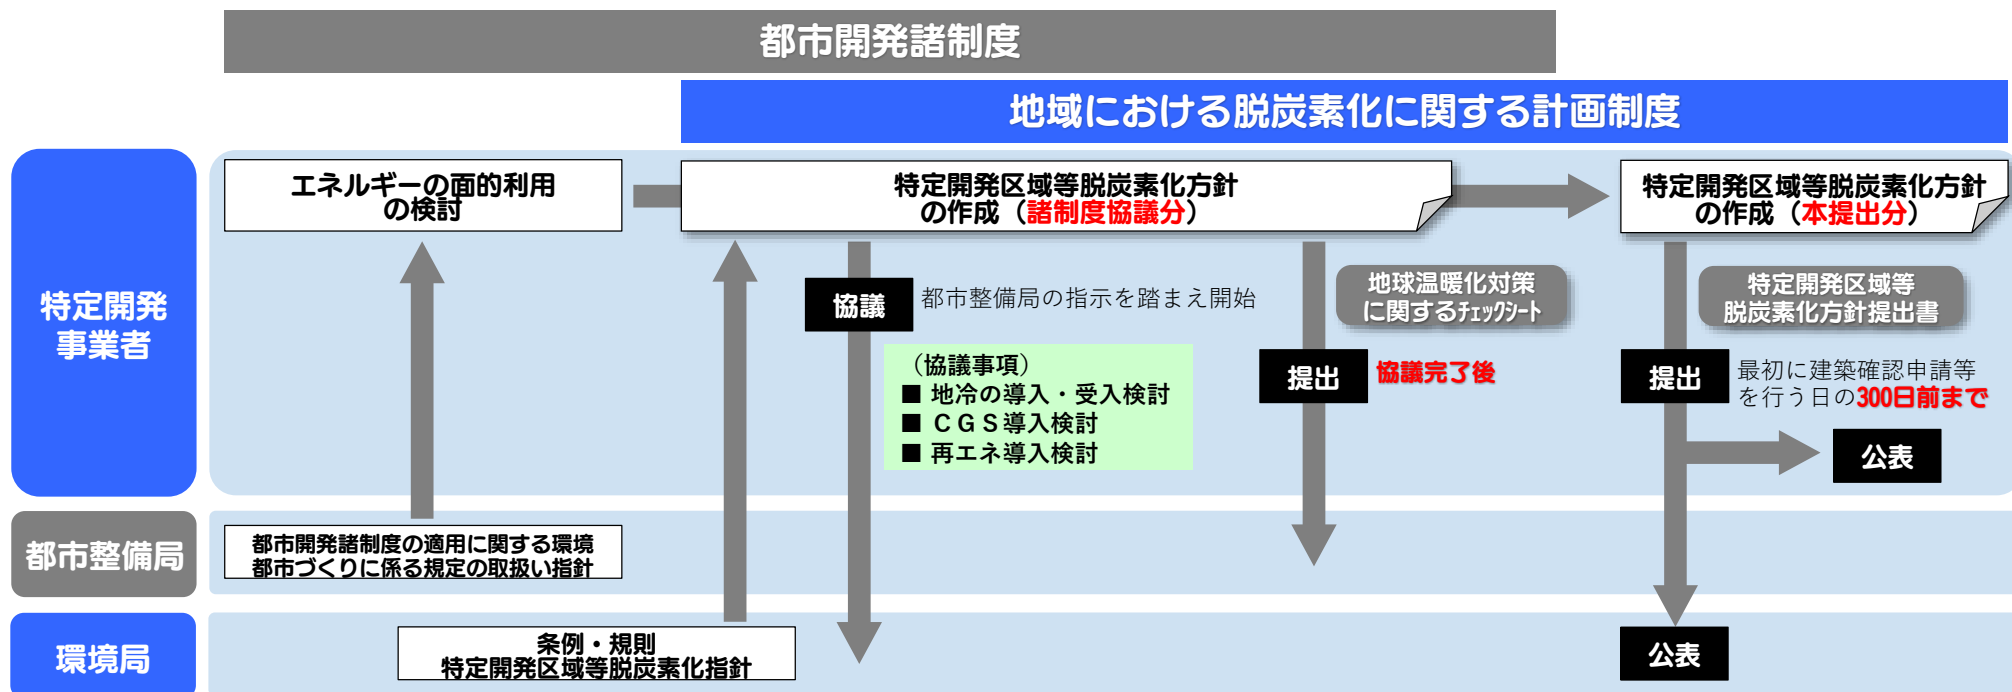 都市開発諸制度
地域における脱炭素化に関する計画制度
特定開発
事業者
エネルギーの面的利用
の検討
特定開発区域等脱炭素化方針
の作成（諸制度協議分）
特定開発区域等脱炭素化方針
の作成（本提出分）
協議
都市整備局の指示を踏まえ開始
（協議事項）
■ 地冷の導入・受入検討
■ ＣＧＳ導入検討
■ 再エネ導入検討
地球温暖化対策
に関するﾁｪｯｸｼｰﾄ
提出
協議完了後
特定開発区域等
脱炭素化方針提出書
提出
最初に建築確認申請等
を行う日の300日前まで
公表
都市整備局
都市開発諸制度の適用に関する環境
都市づくりに係る規定の取扱い指針
環境局
条例・規則
特定開発区域等脱炭素化指針
公表